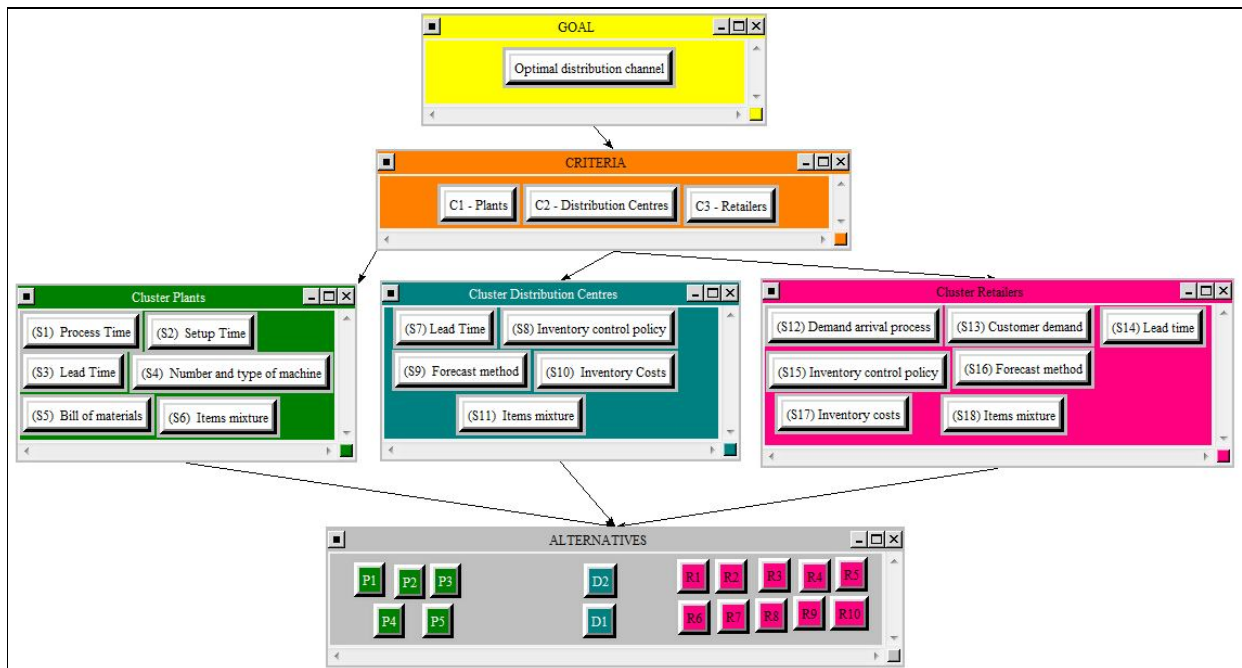 GOAL
Optimal distribution channel
CRITERIA
C1 - Plants
C2 - Distribution Centres
C3 - Retailers
Cluster Plants
(S1) Process Time
(S2) Setup Time
(S3) Lead Time
(S4) Number and type of machine
(S5) Bill of materials
(S6) Items mixture
Cluster Distribution Centres
(S7) Lead Time
(S8) Inventory control policy
(S9) Forecast method
(S10) Inventory Costs
(S11) Items mixture
Cluster Retailers
(S12) Demand arrival process
(S13) Customer demand
(S14) Lead time
(S15) Inventory control policy
(S16) Forecast method
(S17) Inventory costs
(S18) Items mixture
ALTERNATIVES
P1
P2
P3
P4
P5
D2
D1
R1
R2
R3
R4
R5
R6
R7
R8
R9
R10